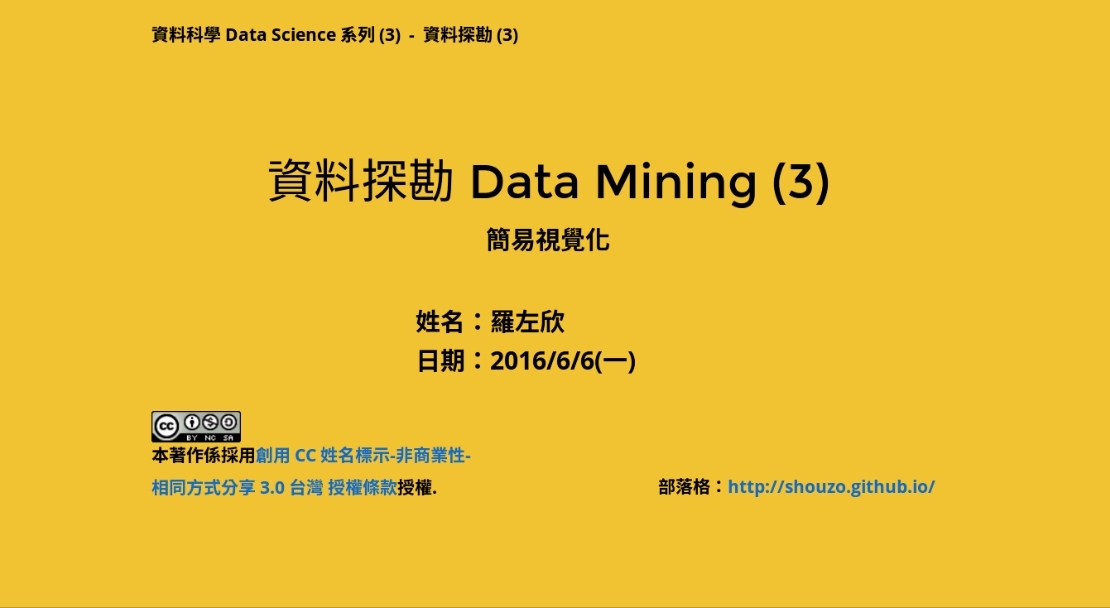 資料科學 Data Science 系列 (3) - 資料探勘 (3)
資料探勘 Data Mining (3)
簡易視覺化
姓名：羅左欣
日期：2016/6/6(一)
cc BY NC SA
本著作係採用創用 CC 姓名標示-非商業性-
相同方式分享 3.0 台灣 授權條款授權.
部落格：http://shouzo.github.io/